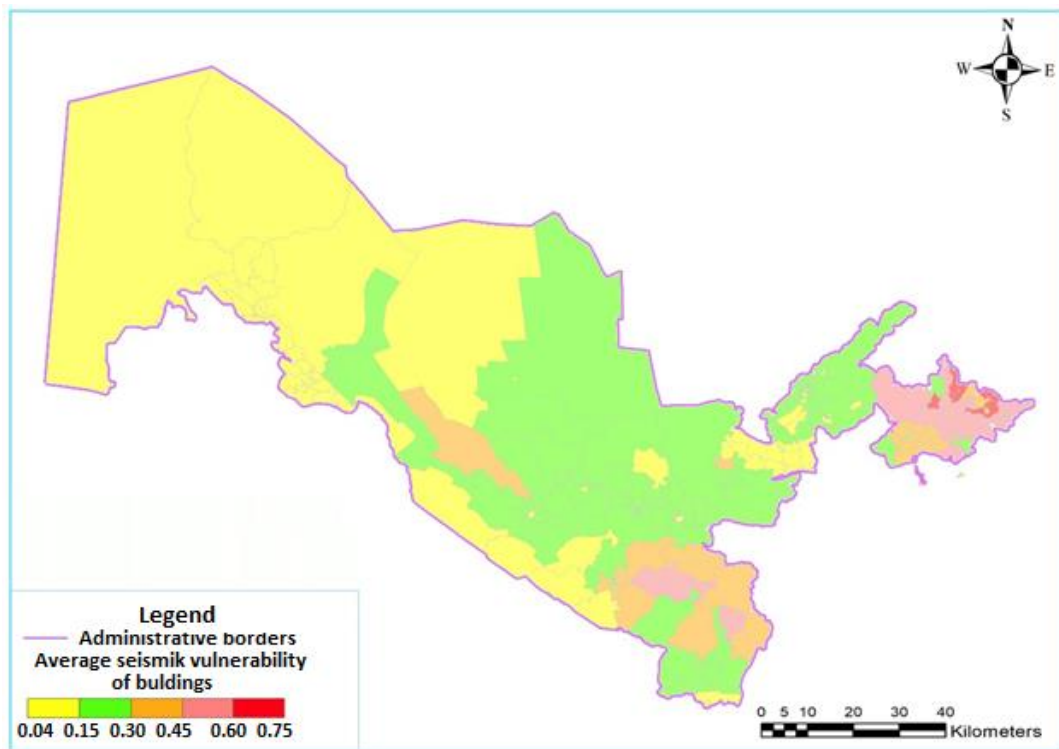 N
W E
S
Legend
Administrative borders
Average seismik vulnerability
of buldings
0.04 0.15 0.30 0.45 0.60 0.75
0 5 10 20 30 40
Kilometers